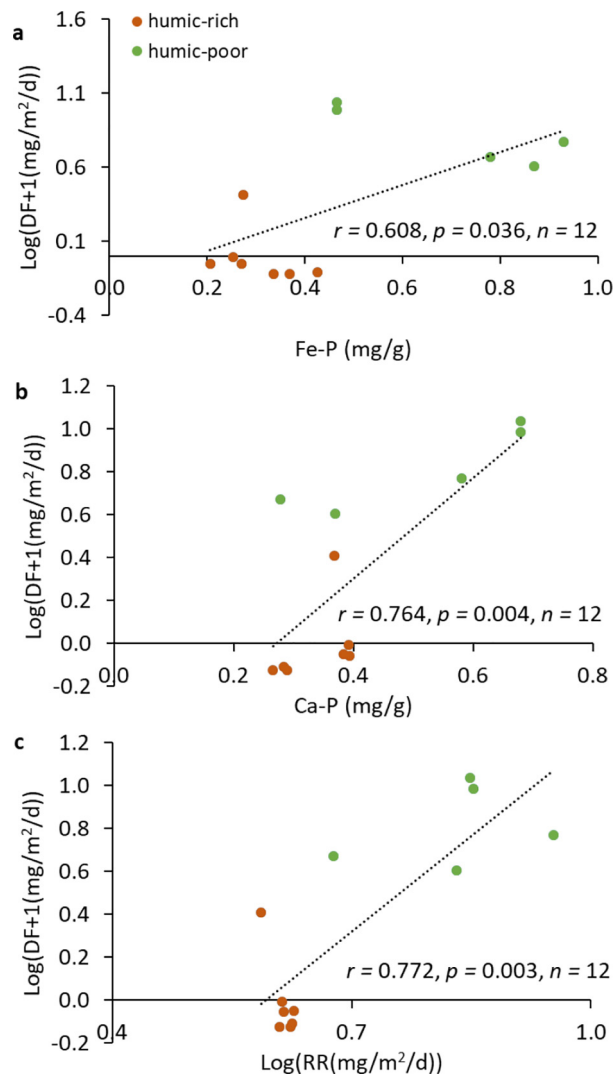 a
humic-rich
humic-poor
1.6
1.1
0.6
0.1
-0.4
Log(DF+1(mg/m²/d))
r = 0.608, p = 0.036, n = 12
0.0 0.2 0.4 0.6 0.8 1.0
Fe-P (mg/g)
b
1.2
1.0
0.8
0.6
0.4
0.2
0.0
-0.2
Log(DF+1(mg/m²/d))
r = 0.764, p = 0.004, n = 12
0.0 0.2 0.4 0.6 0.8
Ca-P (mg/g)
c
1.2
1.0
0.8
0.6
0.4
0.2
0.0
-0.2
Log(DF+1(mg/m²/d))
r = 0.772, p = 0.003, n = 12
0.4 0.7 1.0
Log(RR(mg/m²/d))